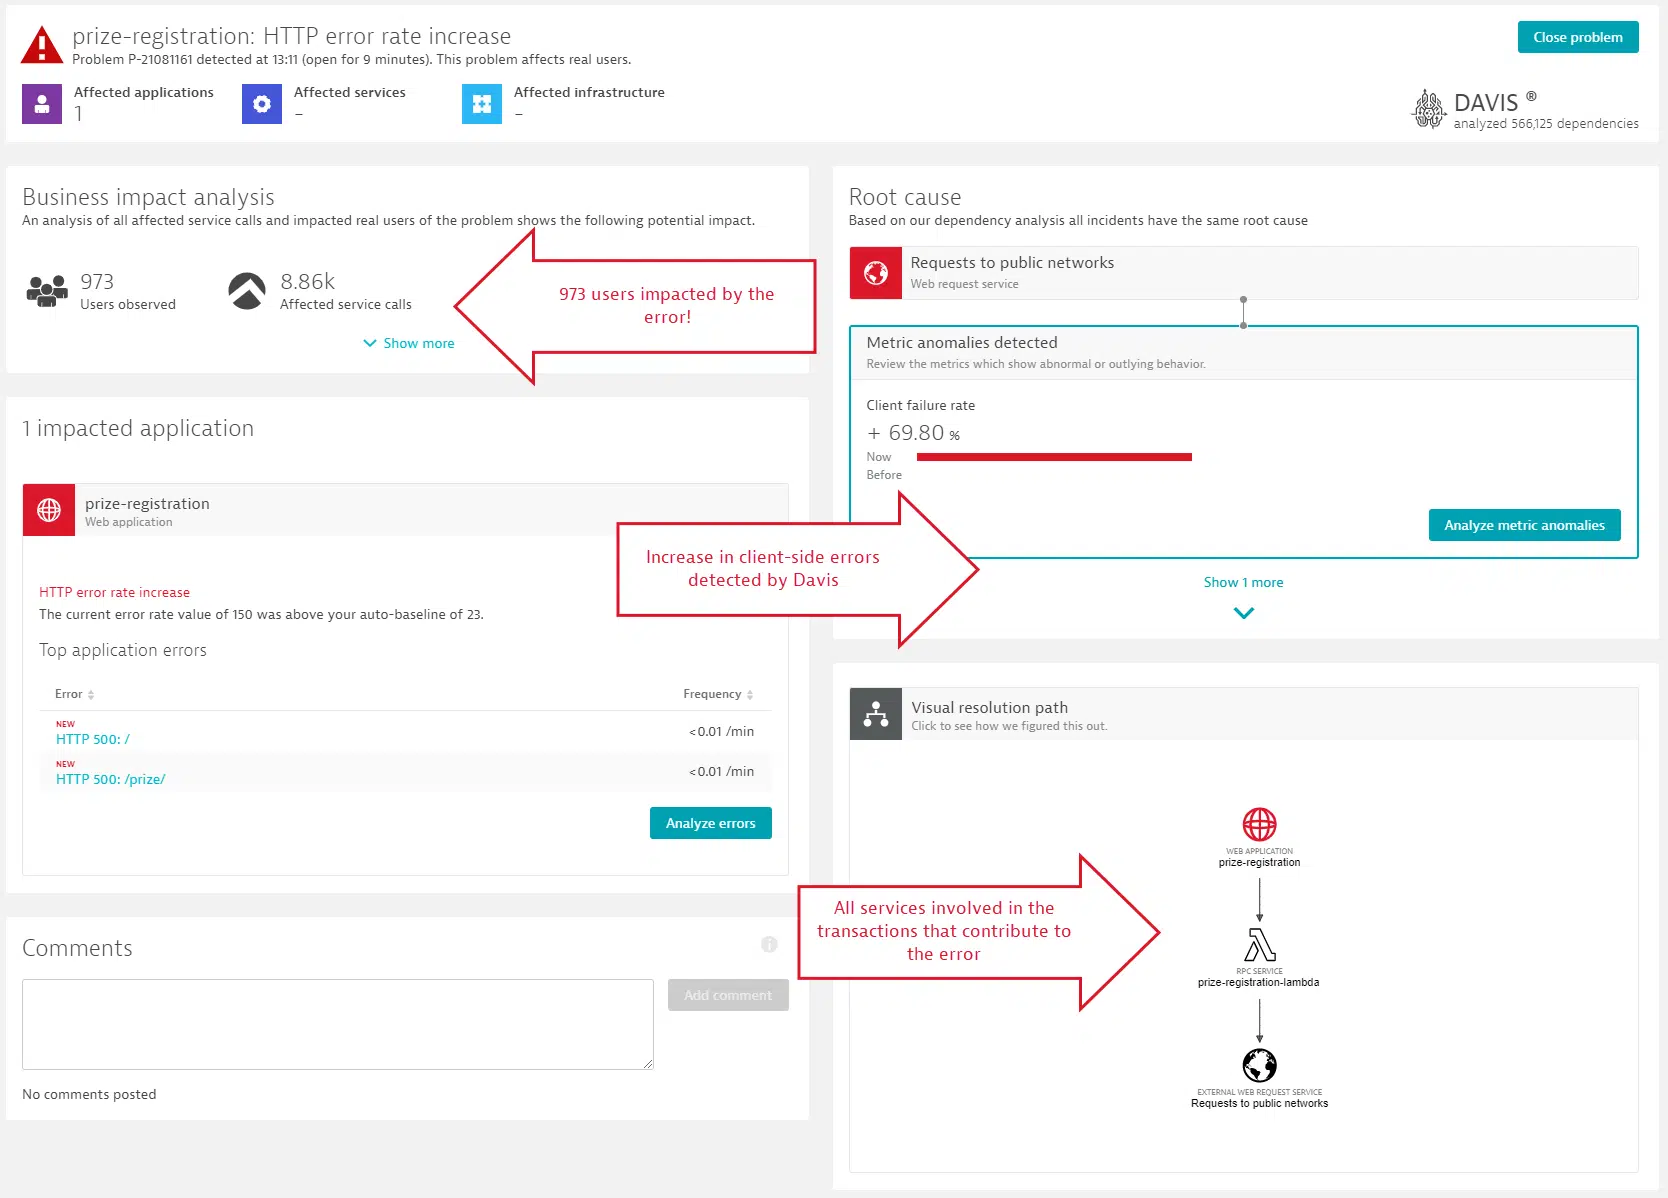 prize-registration: HTTP error rate increase
Problem P-21081161 detected at 13:11 (open for 9 minutes). This problem affects real users.
Close problem
Affected applications
1
Affected services
–
Affected infrastructure
–
DAVIS ®
analyzed 566,125 dependencies
Business impact analysis
An analysis of all affected service calls and impacted real users of the problem shows the following potential impact.
973
Users observed
8.86k
Affected service calls
Show more
973 users impacted by the
error!
1 impacted application
prize-registration
Web application
HTTP error rate increase
The current error rate value of 150 was above your auto-baseline of 23.
Top application errors
Error
Frequency
NEW
HTTP 500: /
<0.01 /min
NEW
HTTP 500: /prize/
<0.01 /min
Analyze errors
Comments
Add comment
No comments posted
Root cause
Based on our dependency analysis all incidents have the same root cause
Requests to public networks
Web request service
Metric anomalies detected
Review the metrics which show abnormal or outlying behavior.
Client failure rate
+ 69.80 %
Now
Before
Analyze metric anomalies
Increase in client-side errors
detected by Davis
Show 1 more
Visual resolution path
Click to see how we figured this out.
WEB APPLICATION
prize-registration
All services involved in the
transactions that contribute to
the error
RPC SERVICE
prize-registration-lambda
EXTERNAL WEB REQUEST SERVICE
Requests to public networks